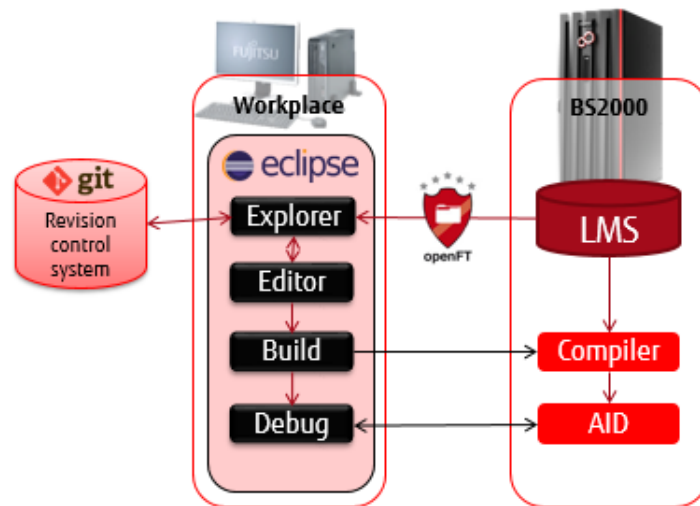 FUJITSU
Workplace
BS2000
eclipse
git
Revision
control
system
Explorer
openFT
LMS
Editor
Build
Compiler
Debug
AID